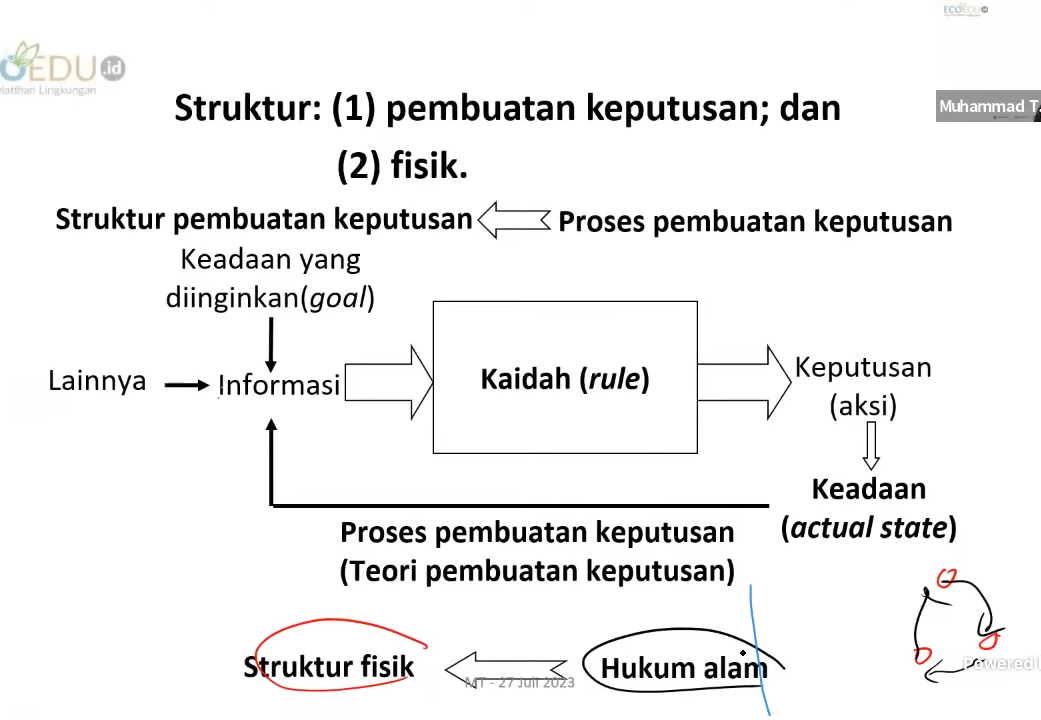 ECOEDU.id
EDU.id
elatihan Lingkungan
Muhammad T.
Struktur: (1) pembuatan keputusan; dan
(2) fisik.
Struktur pembuatan keputusan
Proses pembuatan keputusan
Keadaan yang
diinginkan(goal)
Lainnya
Informasi
Kaidah (rule)
Keputusan
(aksi)
Keadaan
(actual state)
Proses pembuatan keputusan
(Teori pembuatan keputusan)
Struktur fisik
Hukum alam
MT - 27 Juli 2023
Powered